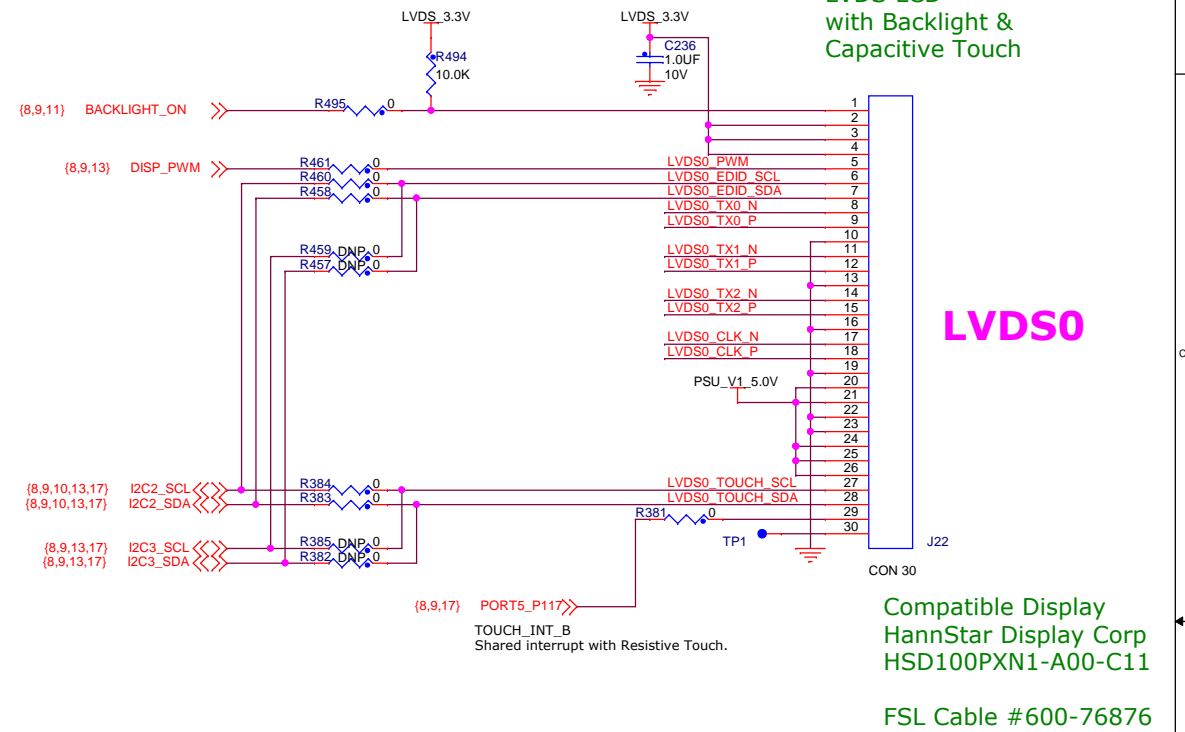 LVDS LCD
with Backlight &
Capacitive Touch
LVDS_3.3V
LVDS_3.3V
R494
10.0K
C236
1.0UF
10V
{8,9,11} BACKLIGHT_ON
R495 0
{8,9,13} DISP_PWM
R461 0
R460 0
R458 0
R459 DNP 0
R457 DNP 0
LVDS0_PWM
LVDS0_EDID_SCL
LVDS0_EDID_SDA
LVDS0_TX0_N
LVDS0_TX0_P
LVDS0_TX1_N
LVDS0_TX1_P
LVDS0_TX2_N
LVDS0_TX2_P
LVDS0_CLK_N
LVDS0_CLK_P
PSU_V1_5.0V
1
2
3
4
5
6
7
8
9
10
11
12
13
14
15
16
17
18
19
20
21
22
23
24
25
26
27
28
29
30
LVDS0
C
{8,9,10,13,17} I2C2_SCL
{8,9,10,13,17} I2C2_SDA
R384 0
R383 0
LVDS0_TOUCH_SCL
LVDS0_TOUCH_SDA
R381 0
{8,9,13,17} I2C3_SCL
{8,9,13,17} I2C3_SDA
R385 DNP 0
R382 DNP 0
TP1
J22
CON 30
{8,9,17} PORT5_P117
TOUCH_INT_B
Shared interrupt with Resistive Touch.
Compatible Display
HannStar Display Corp
HSD100PXN1-A00-C11
FSL Cable #600-76876